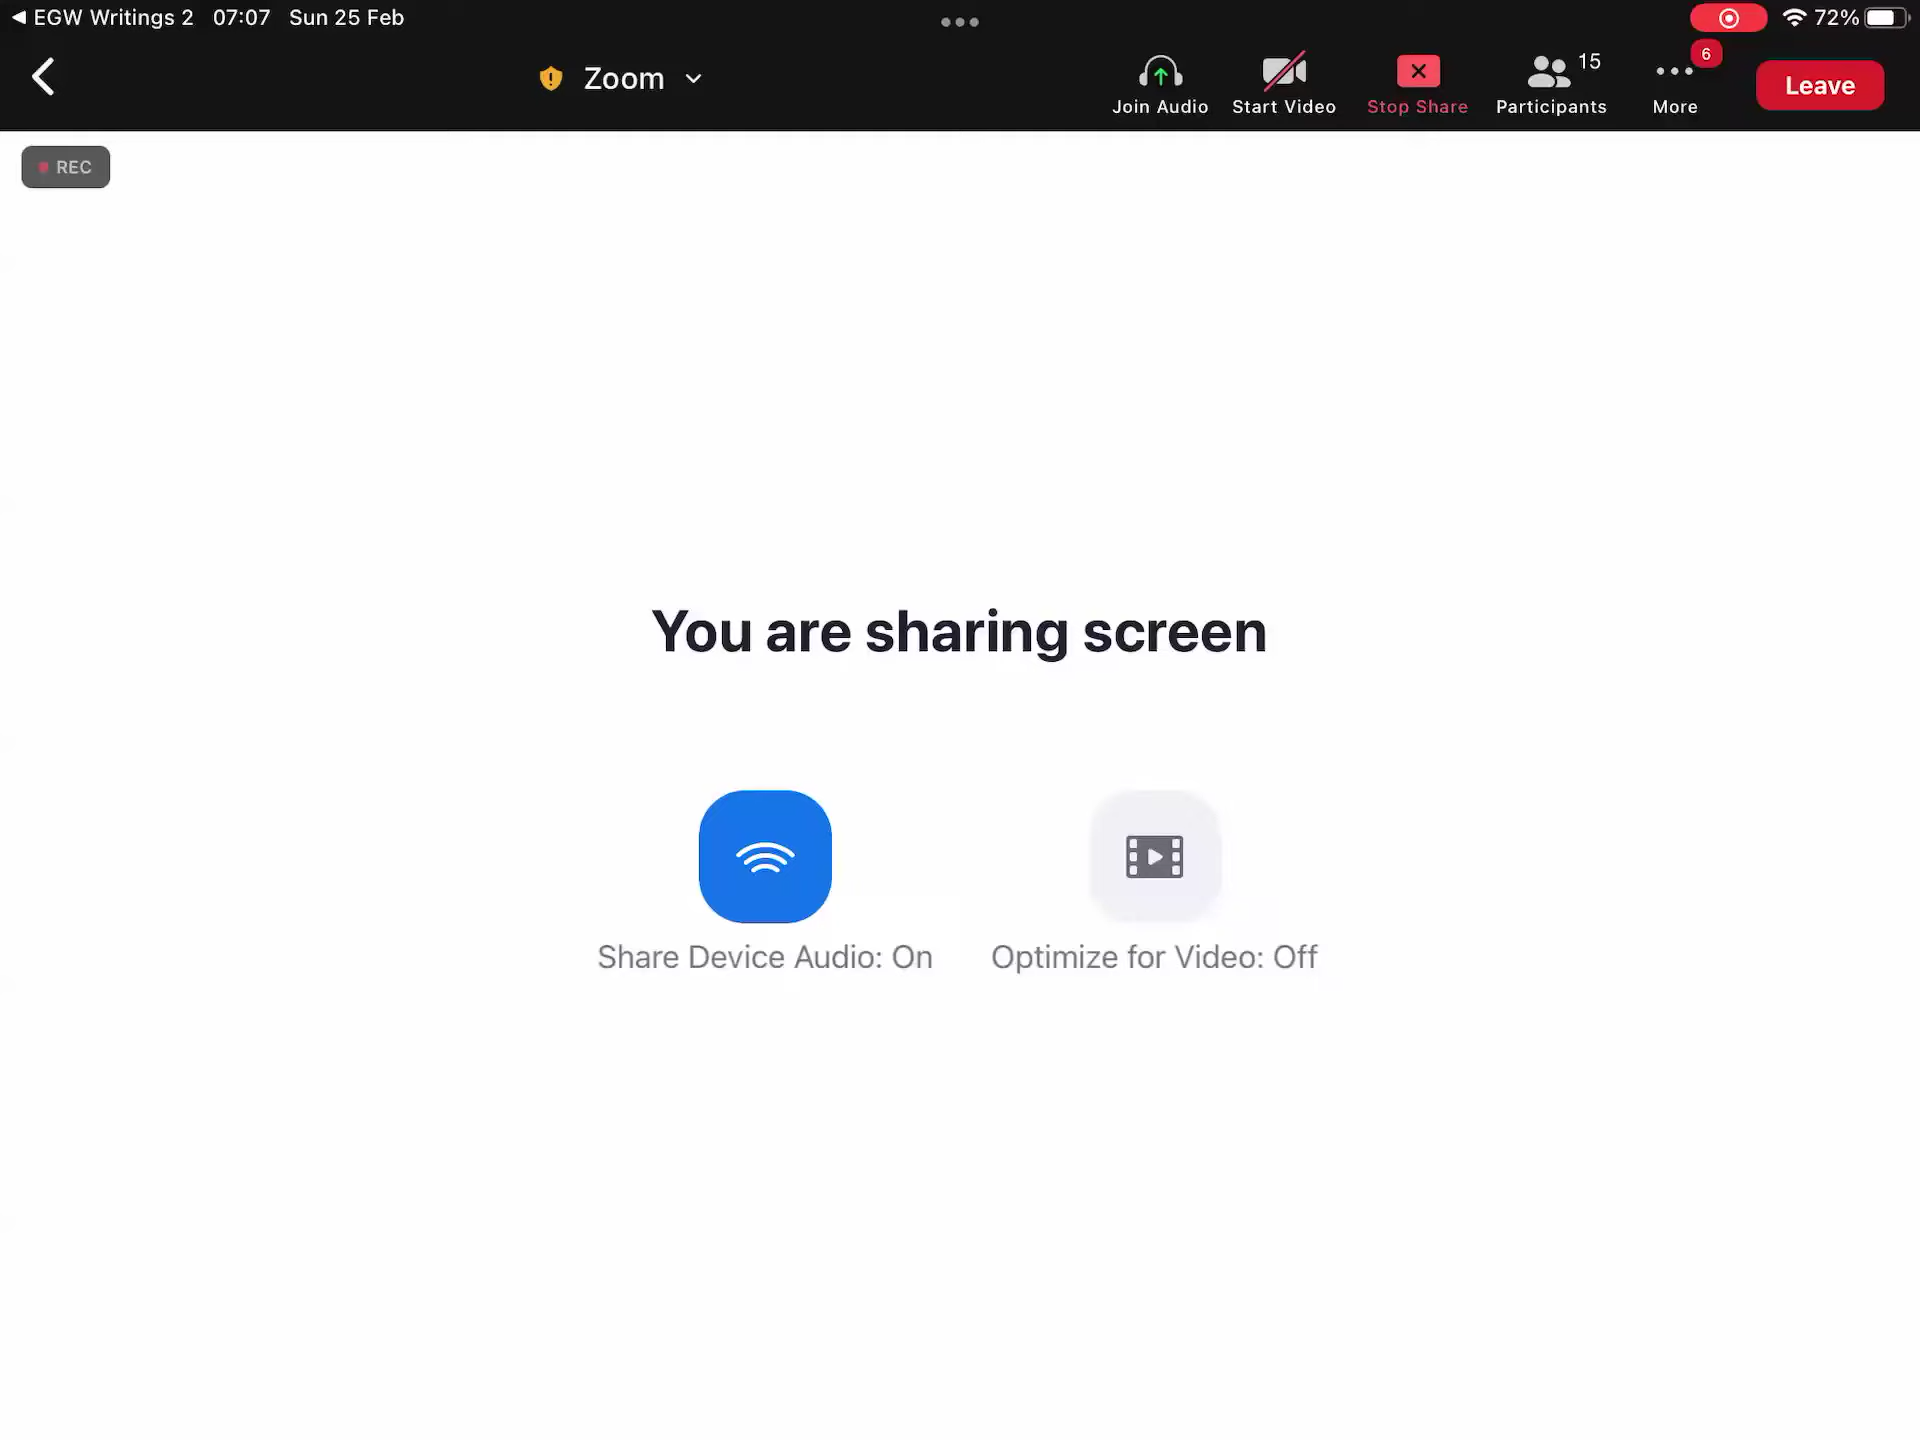 EGW Writings 2 07:07 Sun 25 Feb
72%
Zoom
15
6
Join Audio Start Video Stop Share Participants More Leave
REC
You are sharing screen
Share Device Audio: On Optimize for Video: Off